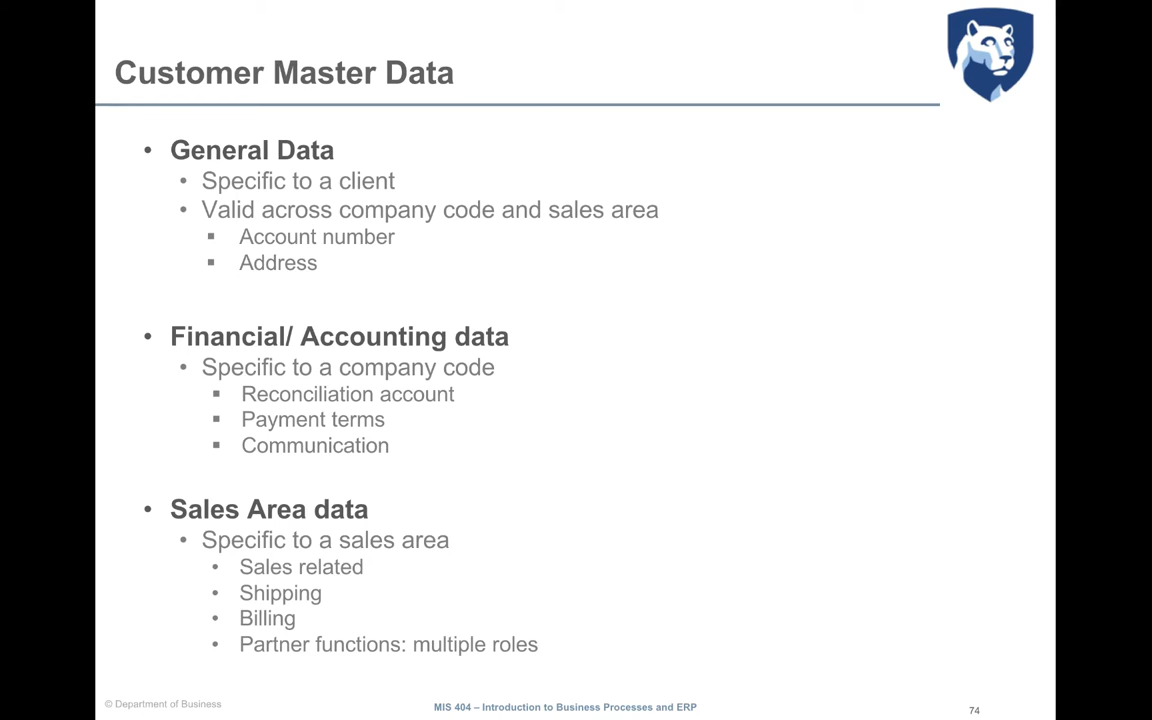 Customer Master Data
• General Data
• Specific to a client
• Valid across company code and sales area
▪ Account number
▪ Address
• Financial/ Accounting data
• Specific to a company code
▪ Reconciliation account
▪ Payment terms
▪ Communication
• Sales Area data
• Specific to a sales area
• Sales related
• Shipping
• Billing
• Partner functions: multiple roles
© Department of Business
MIS 404 – Introduction to Business Processes and ERP
74